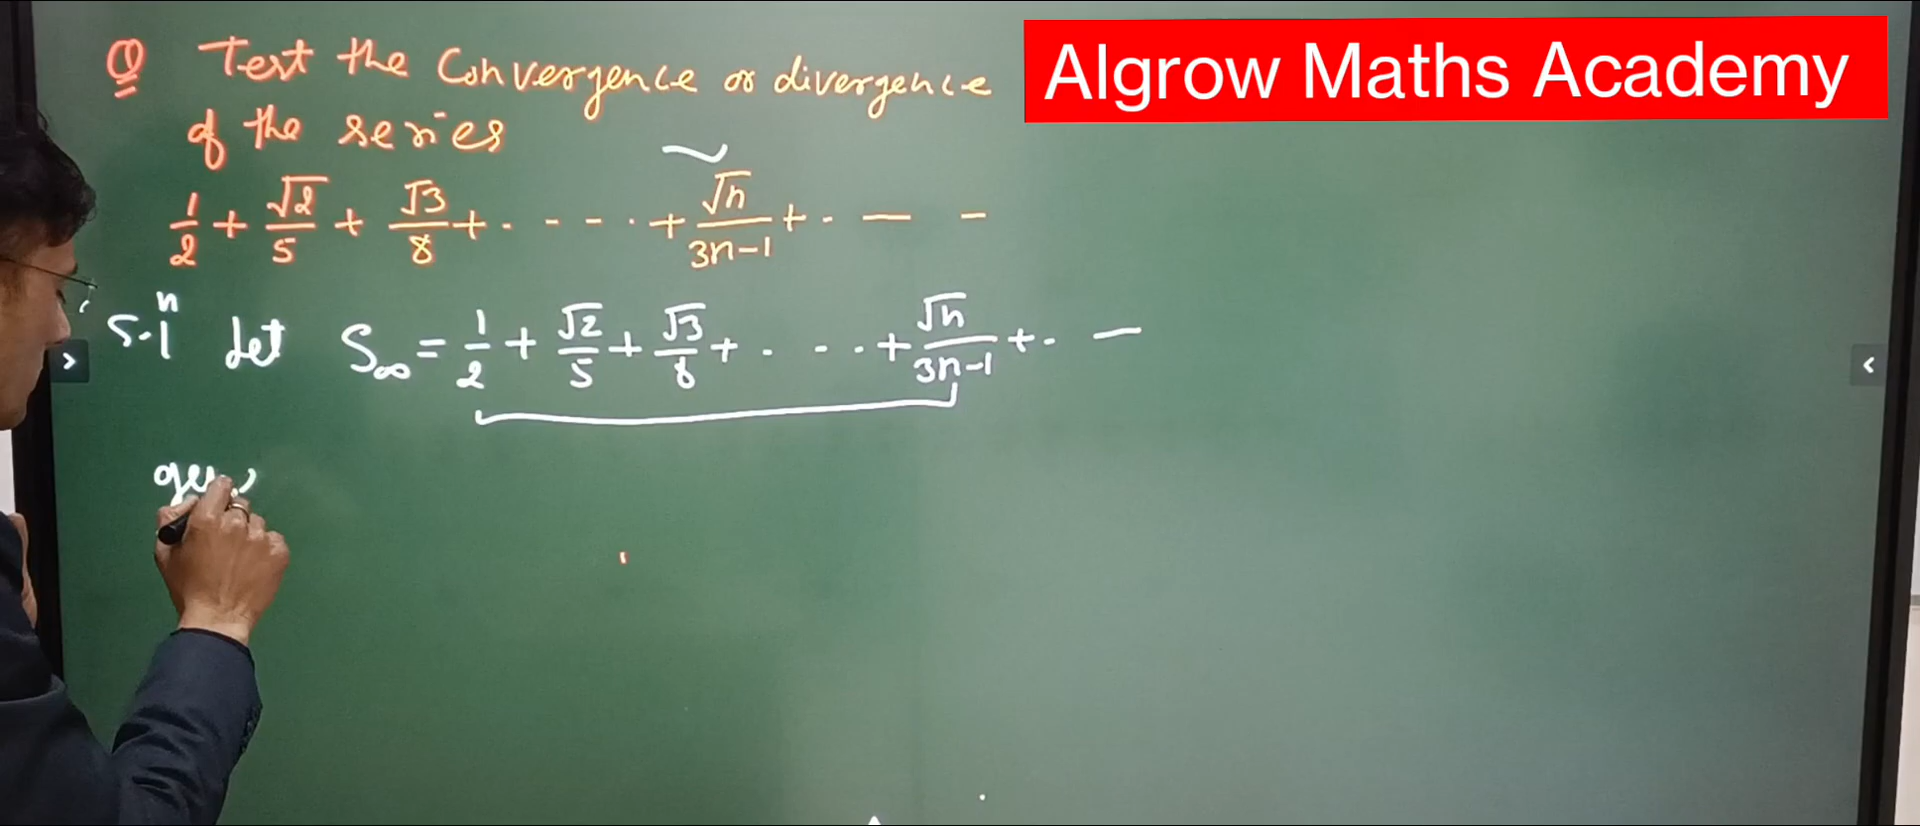 Q Test the Convergence or divergence
Algrow Maths Academy
of the series
1/2 + √2/5 + √3/8 + . - - - . + √n/3n-1 + . — -
Sol^n Let S∞ = 1/2 + √2/5 + √3/8 + . . . . + √n/3n-1 + . —
gen